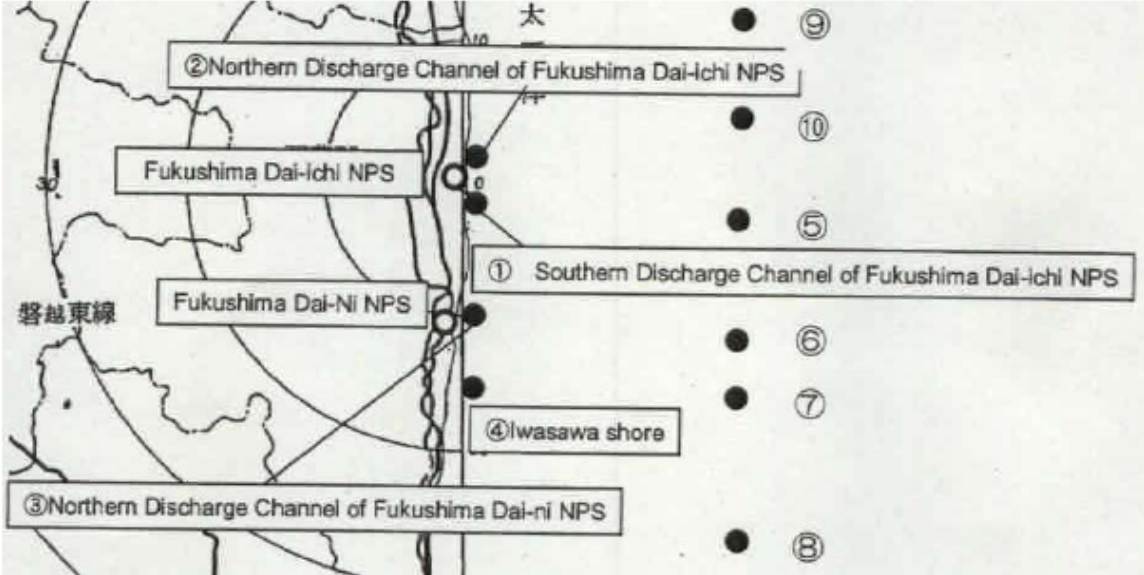 太
⑨
10
②Northern Discharge Channel of Fukushima Dai-ichi NPS
⑩
Fukushima Dai-ichi NPS
30
0
⑤
① Southern Discharge Channel of Fukushima Dai-ichi NPS
Fukushima Dai-Ni NPS
磐越東線
⑥
⑦
④Iwasawa shore
③Northern Discharge Channel of Fukushima Dai-ni NPS
⑧